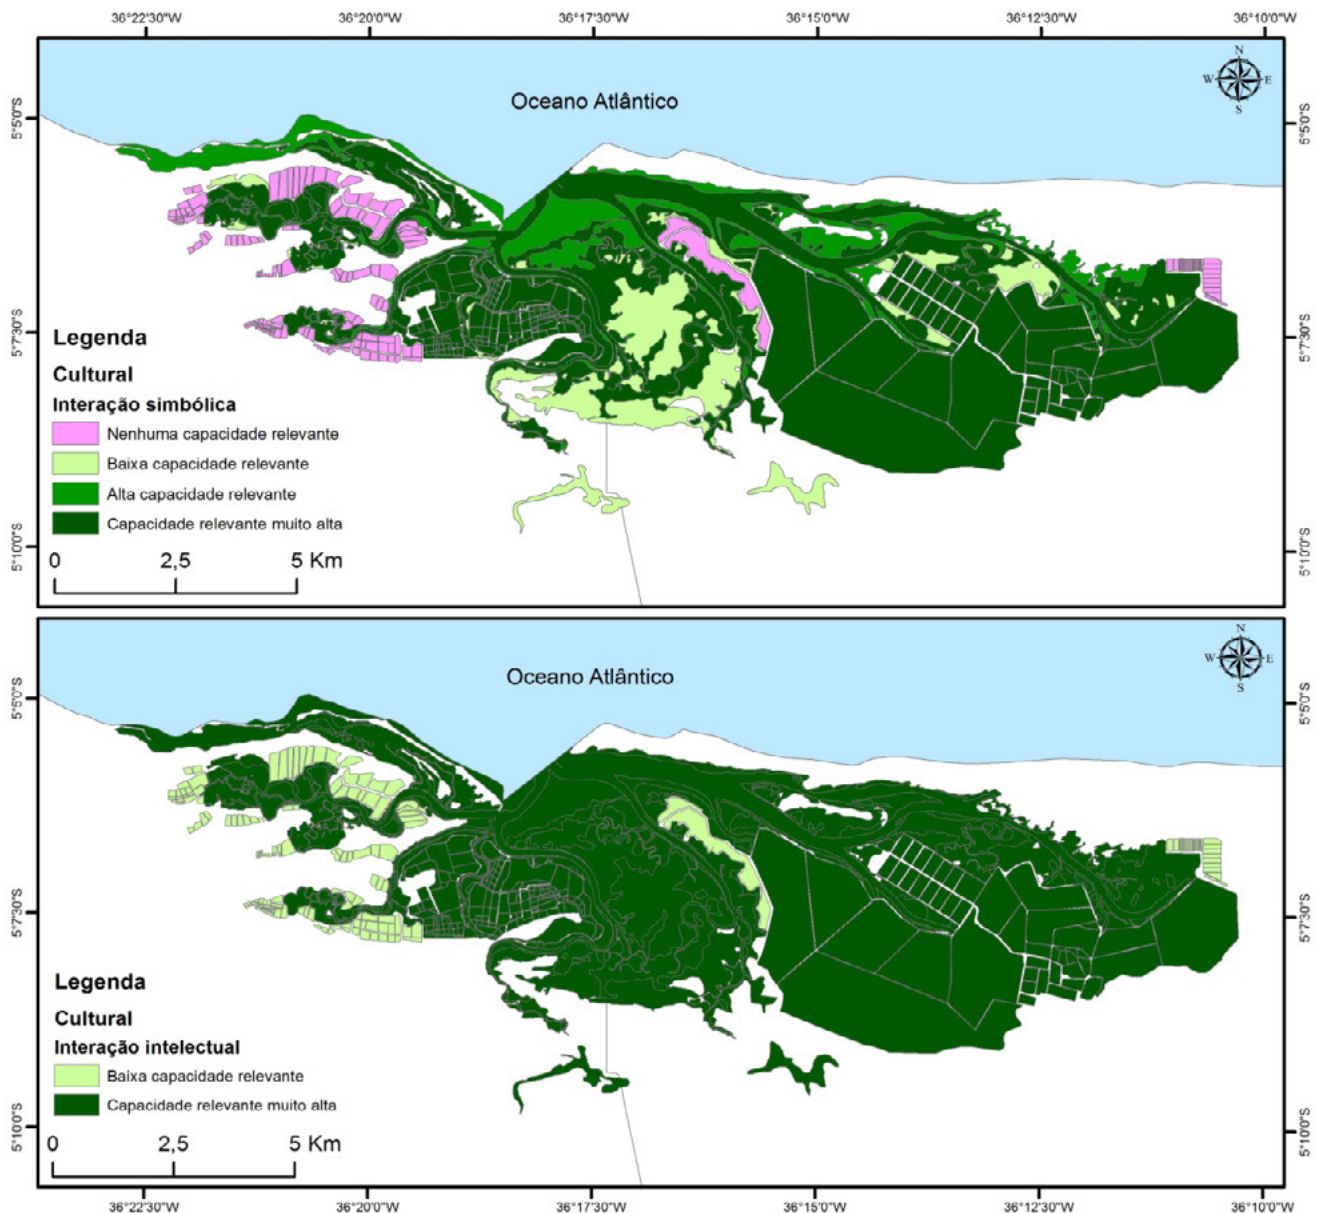 36°22'30"W 36°20'0"W 36°17'30"W 36°15'0"W 36°12'30"W 36°10'0"W
N
W E
S
Oceano Atlântico
5°5'0"S 5°5'0"S
5°7'30"S 5°7'30"S
Legenda
Cultural
Interação simbólica
Nenhuma capacidade relevante
Baixa capacidade relevante
Alta capacidade relevante
Capacidade relevante muito alta
5°10'0"S 5°10'0"S
0 2,5 5 Km
N
W E
S
Oceano Atlântico
5°5'0"S 5°5'0"S
5°7'30"S 5°7'30"S
Legenda
Cultural
Interação intelectual
Baixa capacidade relevante
Capacidade relevante muito alta
5°10'0"S 5°10'0"S
0 2,5 5 Km
36°22'30"W 36°20'0"W 36°17'30"W 36°15'0"W 36°12'30"W 36°10'0"W